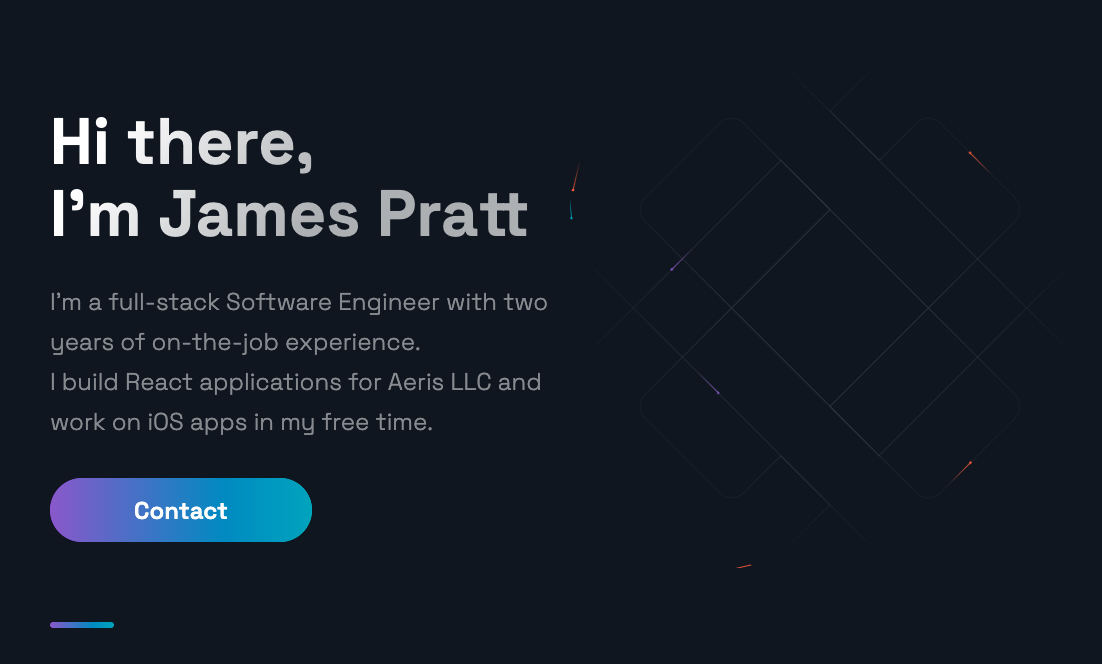 Hi there,
I’m James Pratt
I’m a full-stack Software Engineer with two
years of on-the-job experience.
I build React applications for Aeris LLC and
work on iOS apps in my free time.
Contact